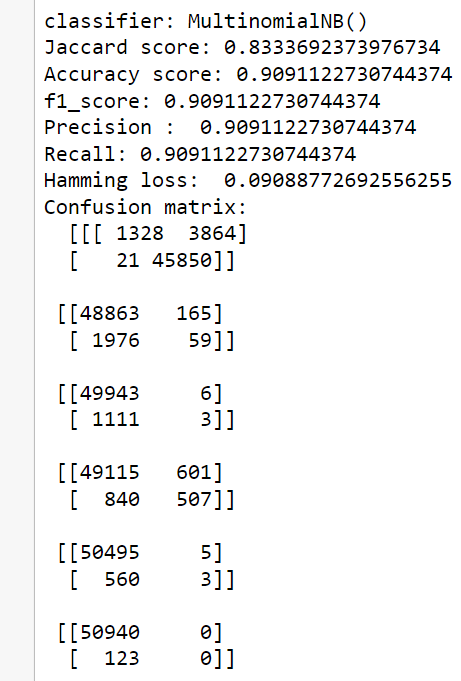 classifier: MultinomialNB()
Jaccard score: 0.8333692373976734
Accuracy score: 0.9091122730744374
f1_score: 0.9091122730744374
Precision :  0.9091122730744374
Recall: 0.9091122730744374
Hamming loss:  0.09088772692556255
Confusion matrix:
[[[ 1328  3864]
[    21 45850]]
[[48863   165]
[ 1976    59]]
[[49943     6]
[ 1111     3]]
[[49115   601]
[  840   507]]
[[50495     5]
[  560     3]]
[[50940     0]
[  123     0]]